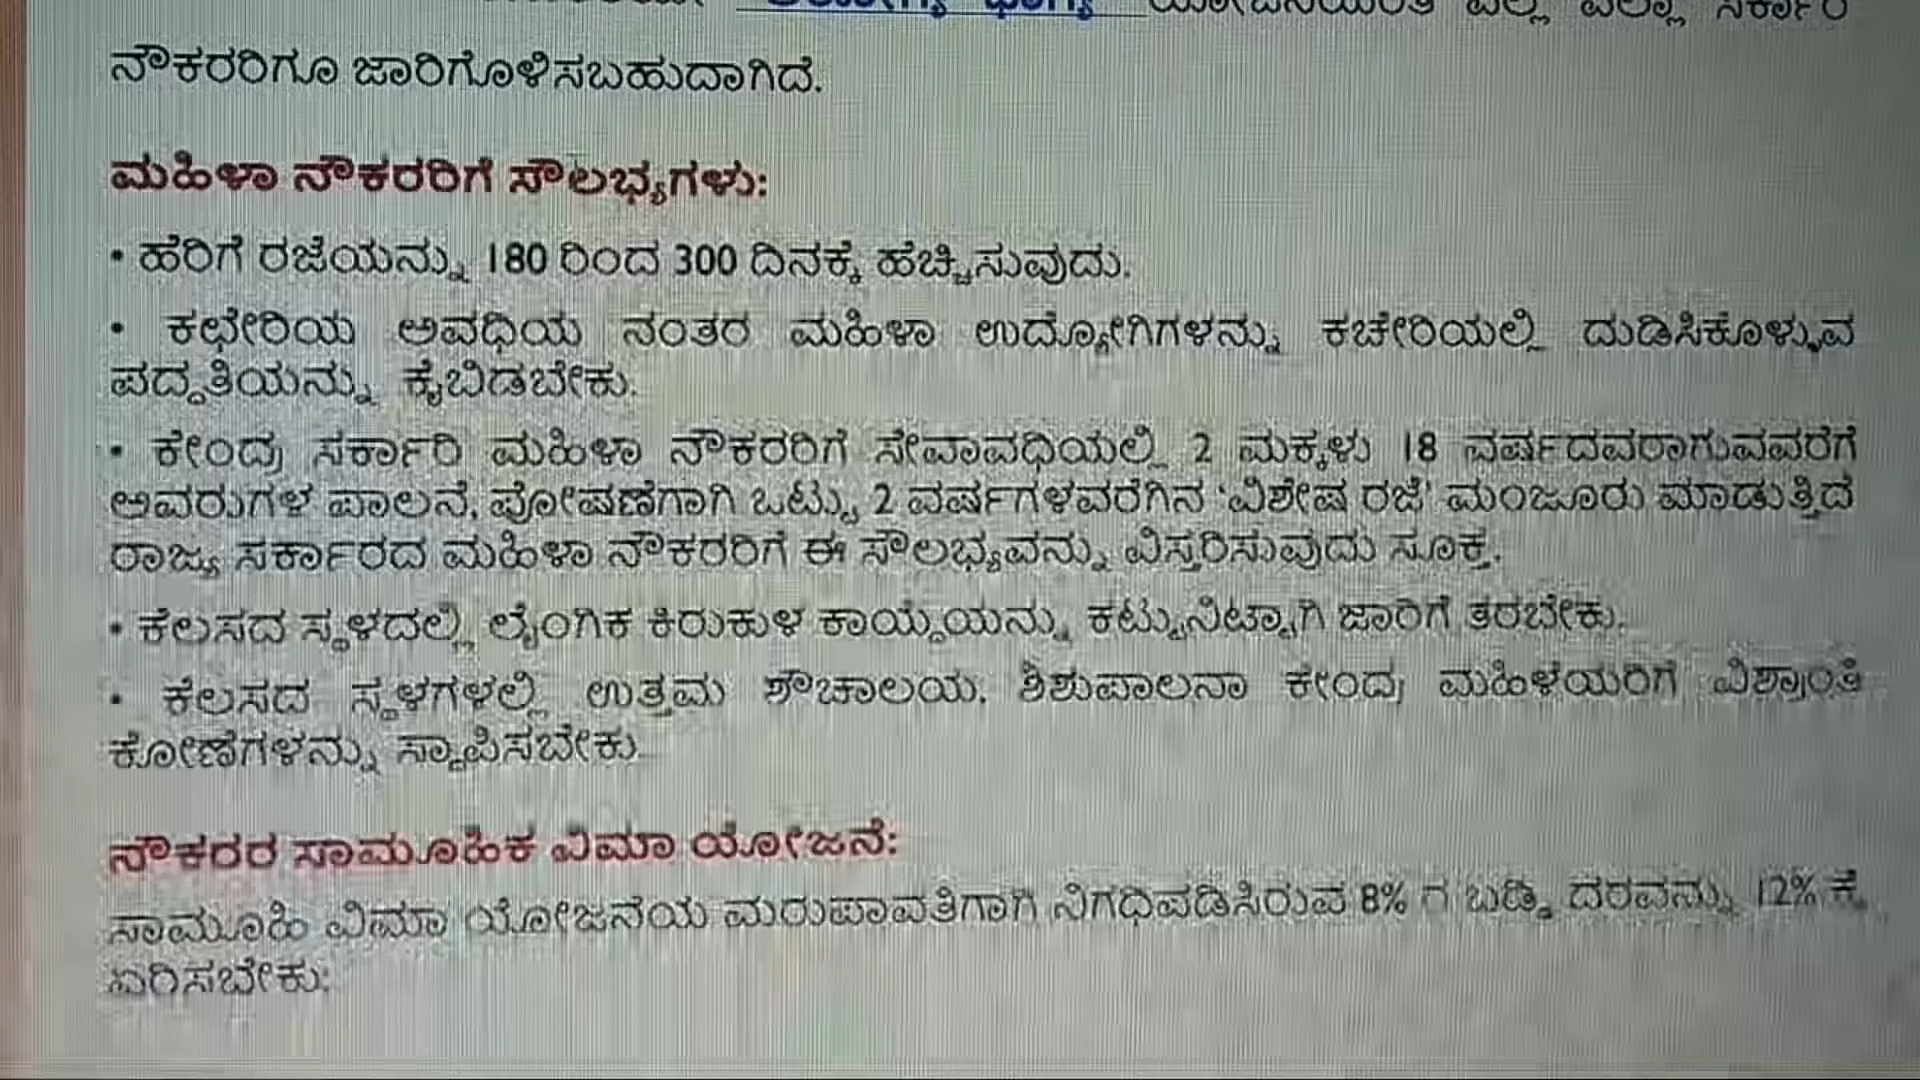 ಆರೋಗ್ಯ ಭಾಗ್ಯ ಸರ್ಕಾರಿ
ನೌಕರರಿಗೂ ಜಾರಿಗೊಳಿಸಬಹುದಾಗಿದೆ.
ಮಹಿಳಾ ನೌಕರರಿಗೆ ಸೌಲಭ್ಯಗಳು:
• ಹೆರಿಗೆ ರಜೆಯನ್ನು 180 ರಿಂದ 300 ದಿನಕ್ಕೆ ಹೆಚ್ಚಿಸುವುದು.
• ಕಛೇರಿಯ ಅವಧಿಯ ನಂತರ ಮಹಿಳಾ ಉದ್ಯೋಗಿಗಳನ್ನು ಕಚೇರಿಯಲ್ಲಿ ದುಡಿಸಿಕೊಳ್ಳುವ
ಪದ್ದತಿಯನ್ನು ಕೈಬಿಡಬೇಕು.
• ಕೇಂದ್ರ ಸರ್ಕಾರಿ ಮಹಿಳಾ ನೌಕರರಿಗೆ ಸೇವಾವಧಿಯಲ್ಲಿ 2 ಮಕ್ಕಳು 18 ವರ್ಷದವರಾಗುವವರೆಗೆ
ಅವರುಗಳ ಪಾಲನೆ, ಪೋಷಣೆಗಾಗಿ ಒಟ್ಟು 2 ವರ್ಷಗಳವರೆಗಿನ ‘ವಿಶೇಷ ರಜೆ’ ಮಂಜೂರು ಮಾಡುತ್ತಿದೆ
ರಾಜ್ಯ ಸರ್ಕಾರದ ಮಹಿಳಾ ನೌಕರರಿಗೆ ಈ ಸೌಲಭ್ಯವನ್ನು ವಿಸ್ತರಿಸುವುದು ಸೂಕ್ತ.
• ಕೆಲಸದ ಸ್ಥಳದಲ್ಲಿ ಲೈಂಗಿಕ ಕಿರುಕುಳ ಕಾಯ್ದೆಯನ್ನು ಕಟ್ಟುನಿಟ್ಟಾಗಿ ಜಾರಿಗೆ ತರಬೇಕು.
• ಕೆಲಸದ ಸ್ಥಳಗಳಲ್ಲಿ ಉತ್ತಮ ಶೌಚಾಲಯ, ಶಿಶುಪಾಲನಾ ಕೇಂದ್ರ ಮಹಿಳೆಯರಿಗೆ ವಿಶ್ರಾಂತಿ
ಕೋಣೆಗಳನ್ನು ಸ್ಥಾಪಿಸಬೇಕು
ನೌಕರರ ಸಾಮೂಹಿಕ ವಿಮಾ ಯೋಜನೆ:
ಸಾಮೂಹಿ ವಿಮಾ ಯೋಜನೆಯ ಮರುಪಾವತಿಗಾಗಿ ನಿಗಧಿಪಡಿಸಿರುವ 8% ಗ ಬಡ್ಡಿ ದರವನ್ನು 12% ಕ್ಕೆ
ಏರಿಸಬೇಕು: